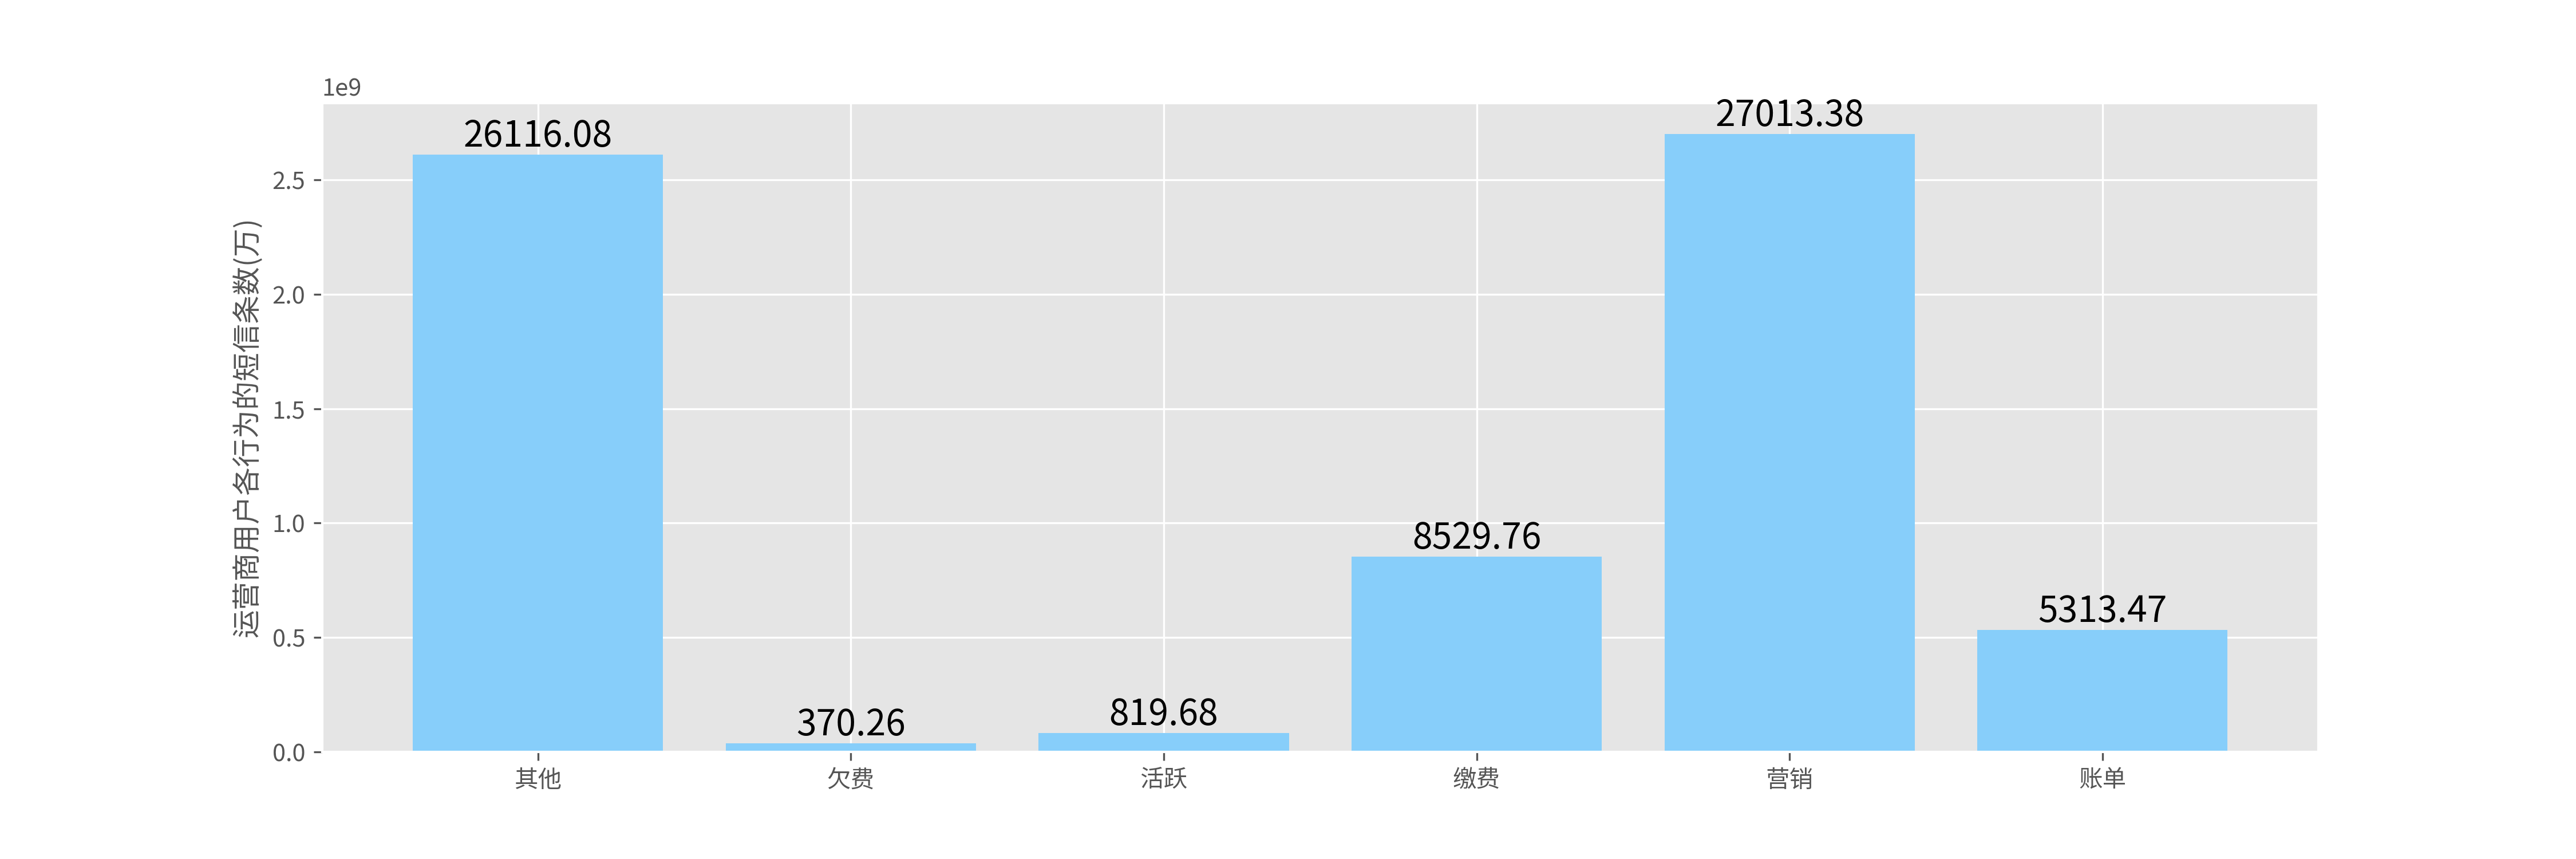 1e9
26116.08
27013.38
2.5
2.0
1.5
1.0
0.5
0.0
运营商用户各行为的短信条数(万)
8529.76
5313.47
370.26
819.68
其他
欠费
活跃
缴费
营销
账单